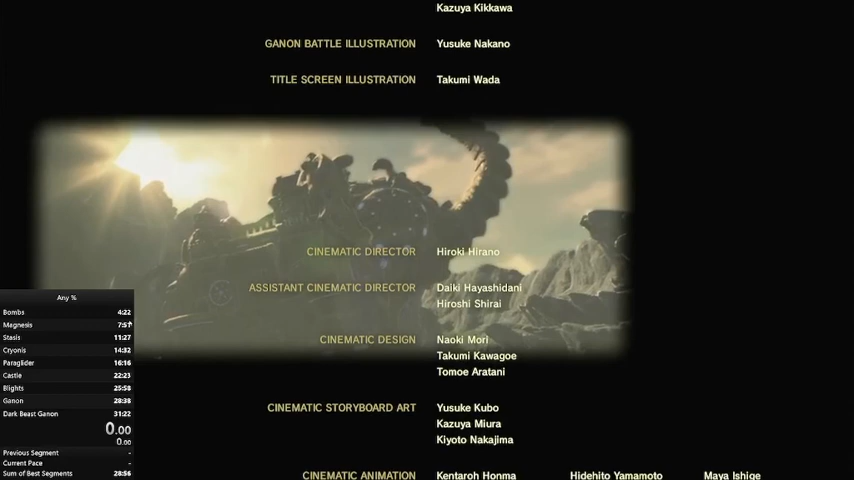 Kazuya Kikkawa
GANON BATTLE ILLUSTRATION Yusuke Nakano
TITLE SCREEN ILLUSTRATION Takumi Wada
CINEMATIC DIRECTOR Hiroki Hirano
ASSISTANT CINEMATIC DIRECTOR Daiki Hayashidani
Hiroshi Shirai
CINEMATIC DESIGN Naoki Mori
Takumi Kawagoe
Tomoe Aratani
CINEMATIC STORYBOARD ART Yusuke Kubo
Kazuya Miura
Kiyoto Nakajima
CINEMATIC ANIMATION Kentaroh Honma Hidehito Yamamoto Maya Ishige
Any %
Bombs 4:22
Magnesis 7:51
Stasis 11:27
Cryonis 14:32
Paraglider 16:16
Castle 22:23
Blights 25:58
Ganon 28:38
Dark Beast Ganon 31:22
0.00
0.00
Previous Segment -
Current Pace -
Sum of Best Segments 28:56